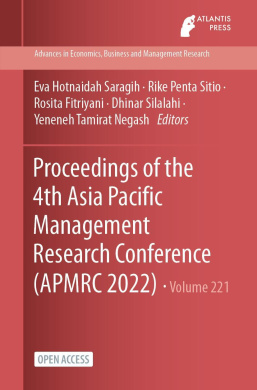 ATLANTIS
PRESS
Advances in Economics, Business and Management Research
Eva Hotnaidah Saragih · Rike Penta Sitio ·
Rosita Fitriyani · Dhinar Silalahi ·
Yeneneh Tamirat Negash Editors
Proceedings of the
4th Asia Pacific
Management
Research Conference
(APMRC 2022) · Volume 221
OPEN ACCESS